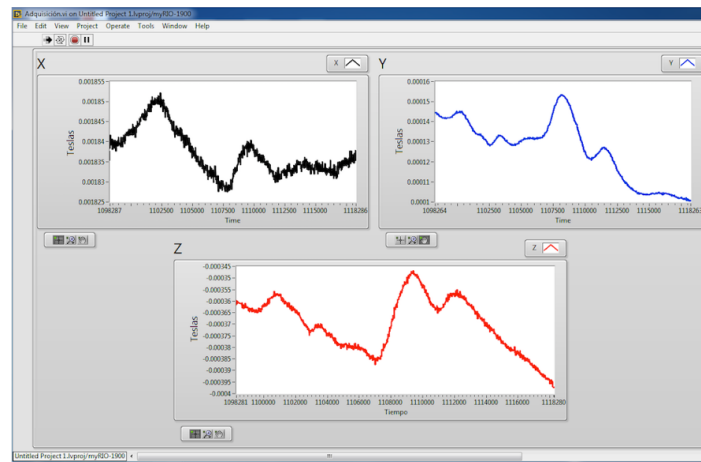 Adquisición.vi on Untitled Project 1.lvproj/myRIO-1900
File Edit View Project Operate Tools Window Help
X
X
Teslas
0.001855
0.00185
0.001845
0.00184
0.001835
0.00183
0.001825
1098287 1102500 1105000 1107500 1110000 1112500 1118286
Time
Y
Y
Teslas
0.00016
0.00015
0.00014
0.00013
0.00012
0.00011
0.0001
1098264 1102500 1105000 1107500 1110000 1112500 1115000 1118263
Time
Z
Z
Teslas
-0.000345
-0.00035
-0.000355
-0.00036
-0.000365
-0.00037
-0.000375
-0.00038
-0.000385
-0.00039
-0.000395
-0.0004
1098281 1100000 1102000 1104000 1106000 1108000 1110000 1112000 1114000 1116000 1118280
Tiempo
Untitled Project 1.lvproj/myRIO-1900